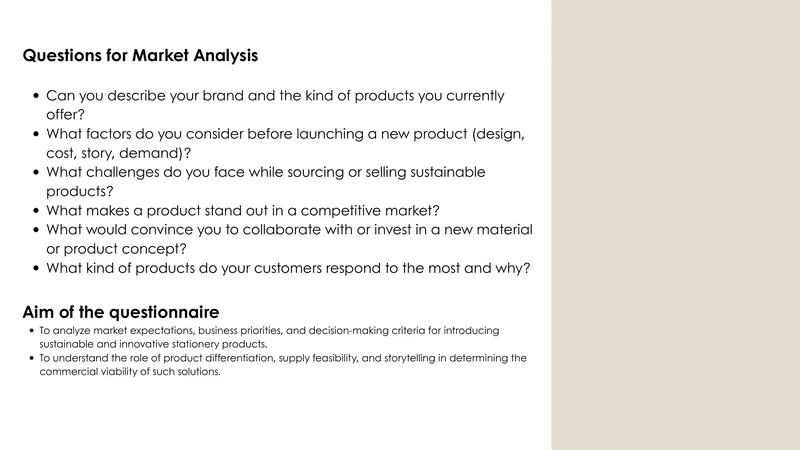 Questions for Market Analysis
• Can you describe your brand and the kind of products you currently
offer?
• What factors do you consider before launching a new product (design,
cost, story, demand)?
• What challenges do you face while sourcing or selling sustainable
products?
• What makes a product stand out in a competitive market?
• What would convince you to collaborate with or invest in a new material
or product concept?
• What kind of products do your customers respond to the most and why?
Aim of the questionnaire
• To analyze market expectations, business priorities, and decision-making criteria for introducing
sustainable and innovative stationery products.
• To understand the role of product differentiation, supply feasibility, and storytelling in determining the
commercial viability of such solutions.